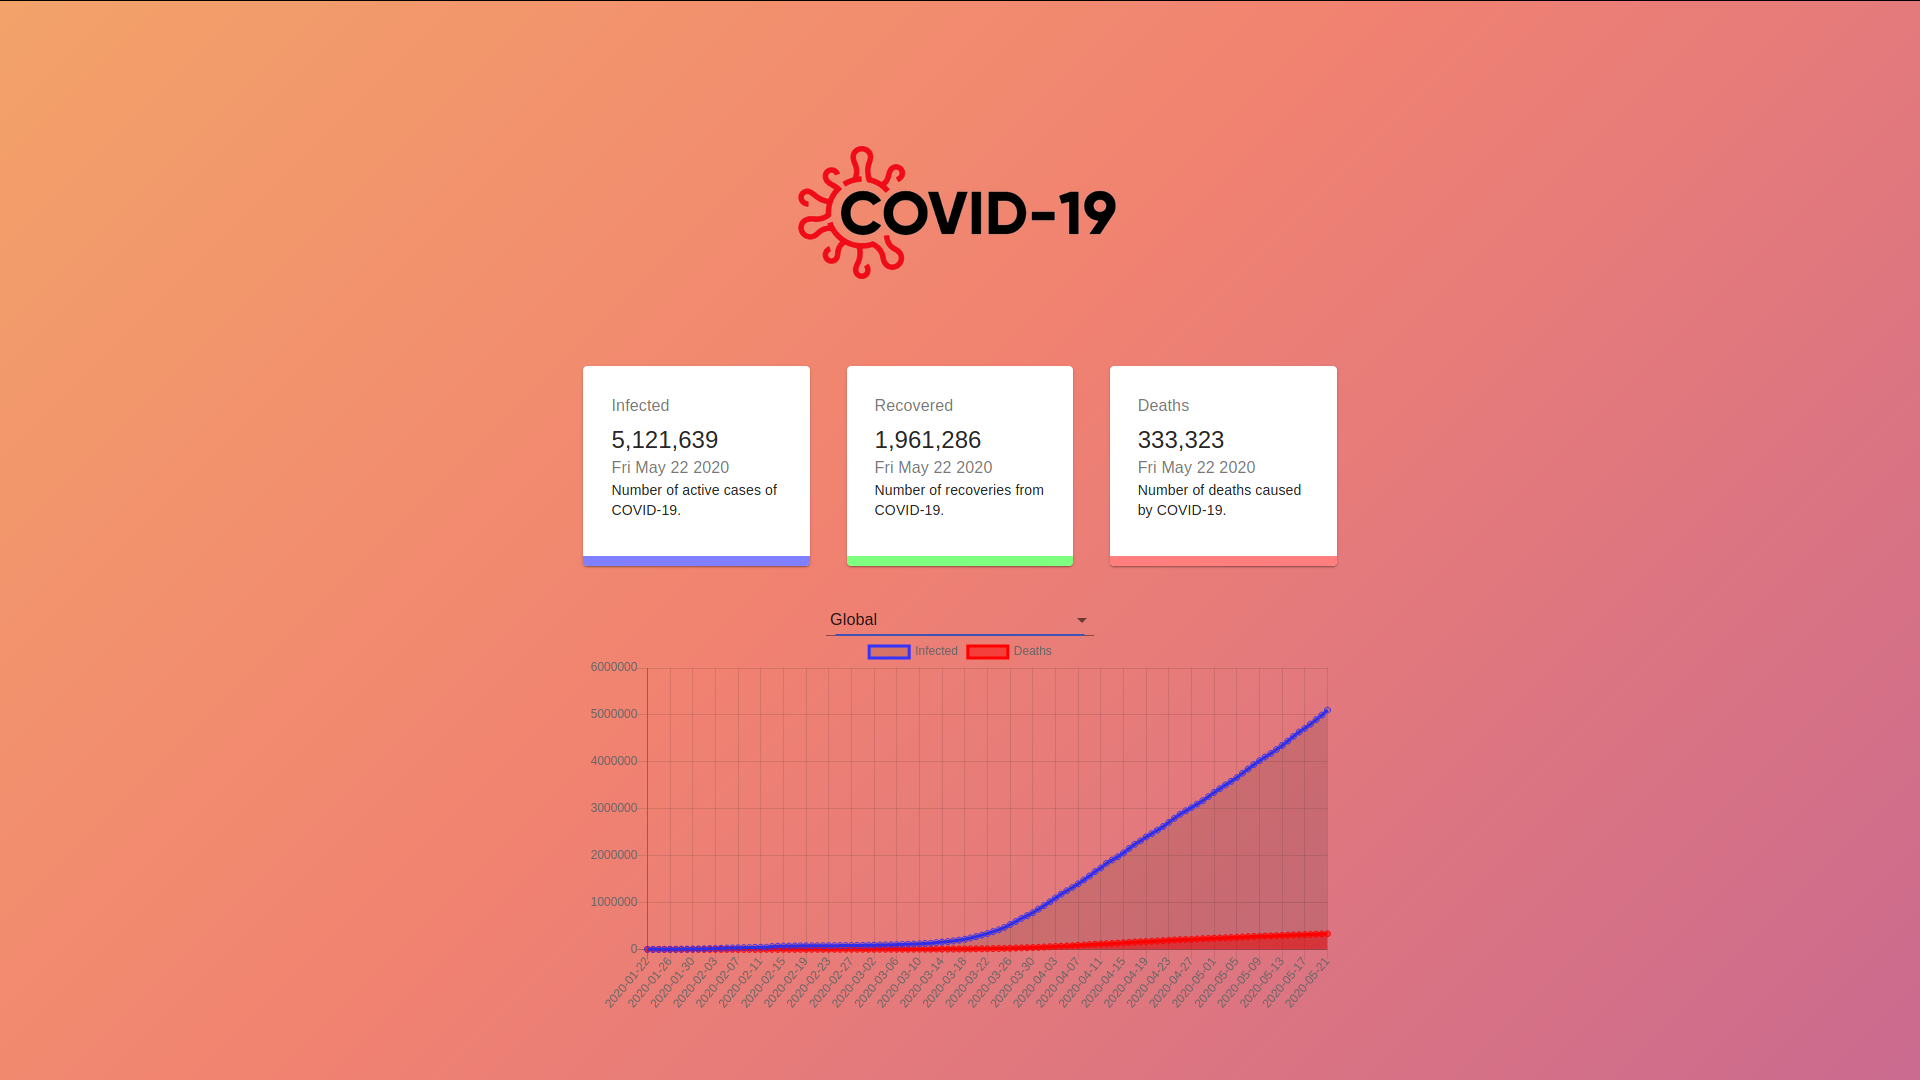 COVID-19
Infected
5,121,639
Fri May 22 2020
Number of active cases of
COVID-19.
Recovered
1,961,286
Fri May 22 2020
Number of recoveries from
COVID-19.
Deaths
333,323
Fri May 22 2020
Number of deaths caused
by COVID-19.
Global
Infected Deaths
6000000
5000000
4000000
3000000
2000000
1000000
0
2020-01-22
2020-01-26
2020-01-30
2020-02-03
2020-02-07
2020-02-11
2020-02-15
2020-02-19
2020-02-23
2020-02-27
2020-03-02
2020-03-06
2020-03-10
2020-03-14
2020-03-18
2020-03-22
2020-03-26
2020-03-30
2020-04-03
2020-04-07
2020-04-11
2020-04-15
2020-04-19
2020-04-23
2020-04-27
2020-05-01
2020-05-05
2020-05-09
2020-05-13
2020-05-17
2020-05-21